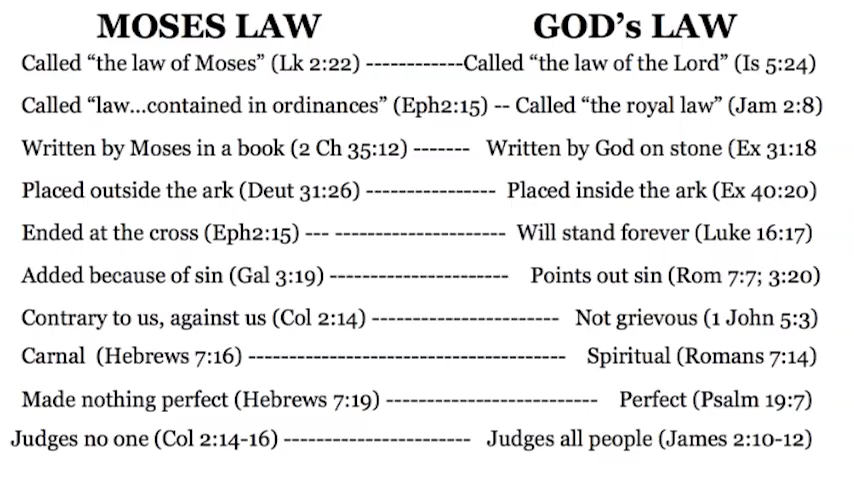 MOSES LAW GOD's LAW
Called “the law of Moses” (Lk 2:22) ------------Called “the law of the Lord” (Is 5:24)
Called “law...contained in ordinances” (Eph2:15) -- Called “the royal law” (Jam 2:8)
Written by Moses in a book (2 Ch 35:12) ------- Written by God on stone (Ex 31:18
Placed outside the ark (Deut 31:26) ---------------- Placed inside the ark (Ex 40:20)
Ended at the cross (Eph2:15) --- --------------------- Will stand forever (Luke 16:17)
Added because of sin (Gal 3:19) ---------------------- Points out sin (Rom 7:7; 3:20)
Contrary to us, against us (Col 2:14) ----------------------- Not grievous (1 John 5:3)
Carnal (Hebrews 7:16) --------------------------------------- Spiritual (Romans 7:14)
Made nothing perfect (Hebrews 7:19) -------------------------- Perfect (Psalm 19:7)
Judges no one (Col 2:14-16) ----------------------- Judges all people (James 2:10-12)